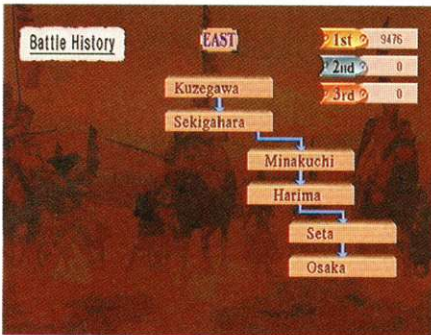 Battle History
EAST
1st 9476
2nd 0
3rd 0
Kuzegawa
Sekigahara
Minakuchi
Harima
Seta
Osaka